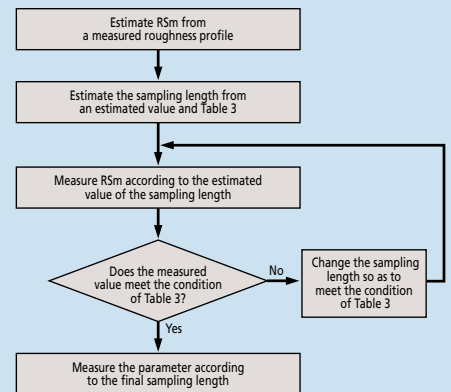 Estimate RSm from
a measured roughness profile
Estimate the sampling length from
an estimated value and Table 3
Measure RSm according to the estimated
value of the sampling length
Does the measured
value meet the condition
of Table 3?
No
Change the sampling
length so as to
meet the condition
of Table 3
Yes
Measure the parameter according
to the final sampling length